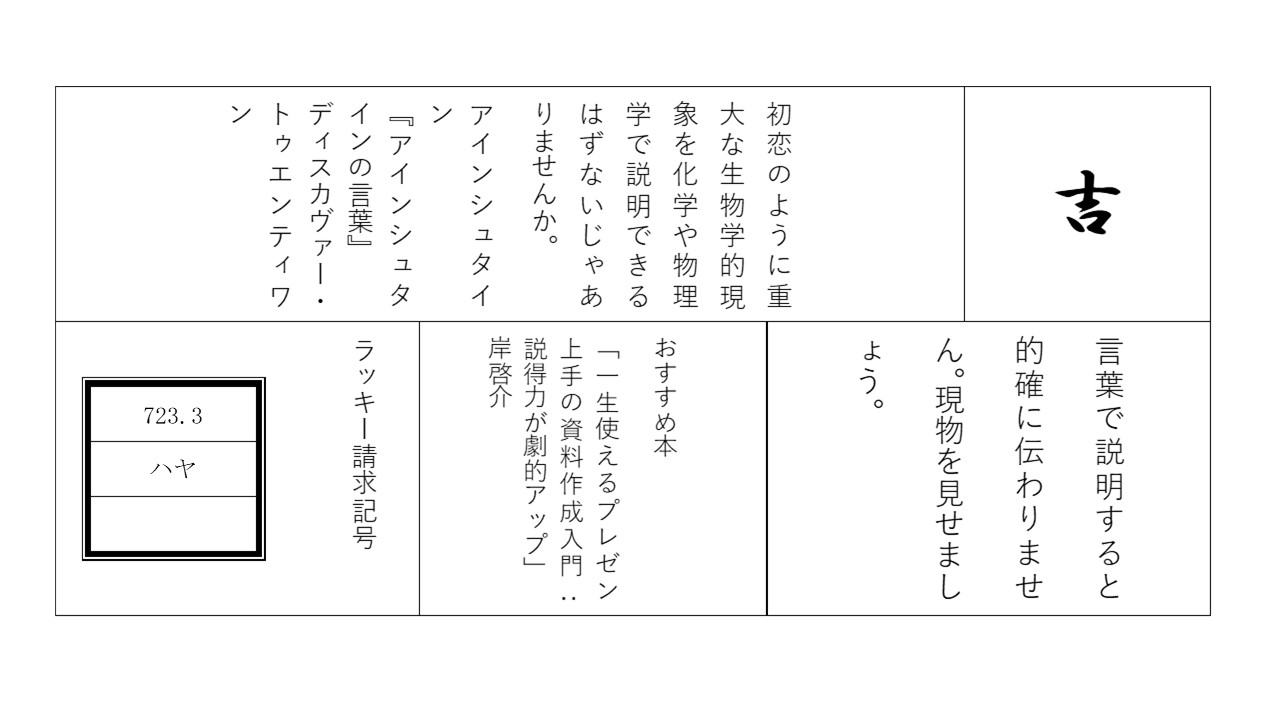 吉
初恋のように重
大な生物学的現
象を化学や物理
学で説明できる
はずないじゃあ
りませんか。
アインシュタイ
ン
『アインシュタ
インの言葉』
ディスカヴァー・
トゥエンティワ
ン
言葉で説明すると
的確に伝わりませ
ん。現物を見せまし
ょう。
おすすめ本
「一生使えるプレゼン
上手の資料作成入門：
説得力が劇的アップ」
岸啓介
ラッキー請求記号
723.3
ハヤ